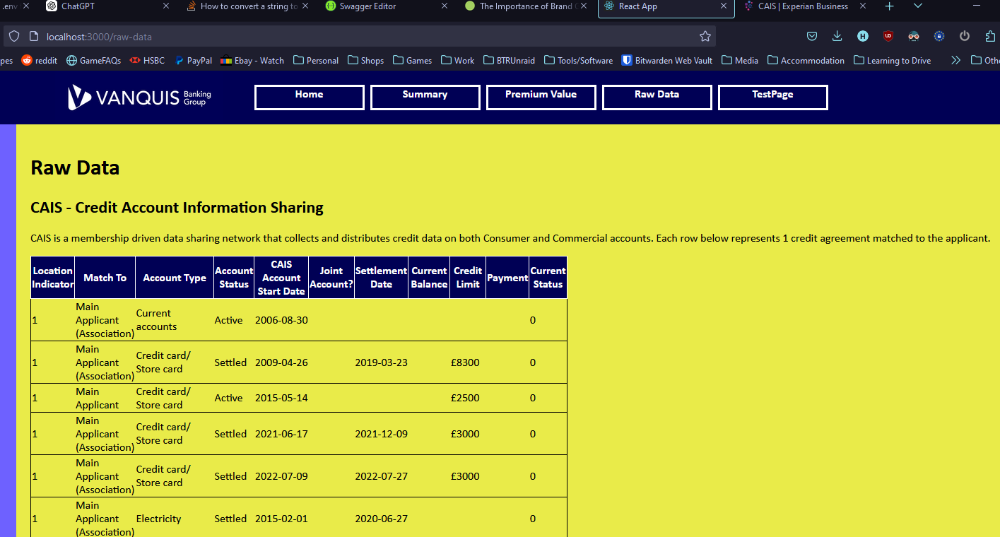 .env
ChatGPT
How to convert a string to
Swagger Editor
The Importance of Brand
React App
CAIS | Experian Business
localhost:3000/raw-data
pes
reddit
GameFAQs
HSBC
PayPal
Ebay - Watch
Personal
Shops
Games
Work
BTRUnraid
Tools/Software
Bitwarden Web Vault
Media
Accommodation
Learning to Drive
Othe
VANQUIS Banking
Group
Home
Summary
Premium Value
Raw Data
TestPage
Raw Data
CAIS - Credit Account Information Sharing
CAIS is a membership driven data sharing network that collects and distributes credit data on both Consumer and Commercial accounts. Each row below represents 1 credit agreement matched to the applicant.
Location Indicator Match To Account Type Account Status CAIS Account Start Date Joint Account? Settlement Date Current Balance Credit Limit Payment Current Status
1 Main Applicant (Association) Current accounts Active 2006-08-30 0
1 Main Applicant (Association) Credit card/ Store card Settled 2009-04-26 2019-03-23 £8300 0
1 Main Applicant Credit card/ Store card Active 2015-05-14 £2500 0
1 Main Applicant (Association) Credit card/ Store card Settled 2021-06-17 2021-12-09 £3000 0
1 Main Applicant (Association) Credit card/ Store card Settled 2022-07-09 2022-07-27 £3000 0
1 Main Applicant (Association) Electricity Settled 2015-02-01 2020-06-27 0